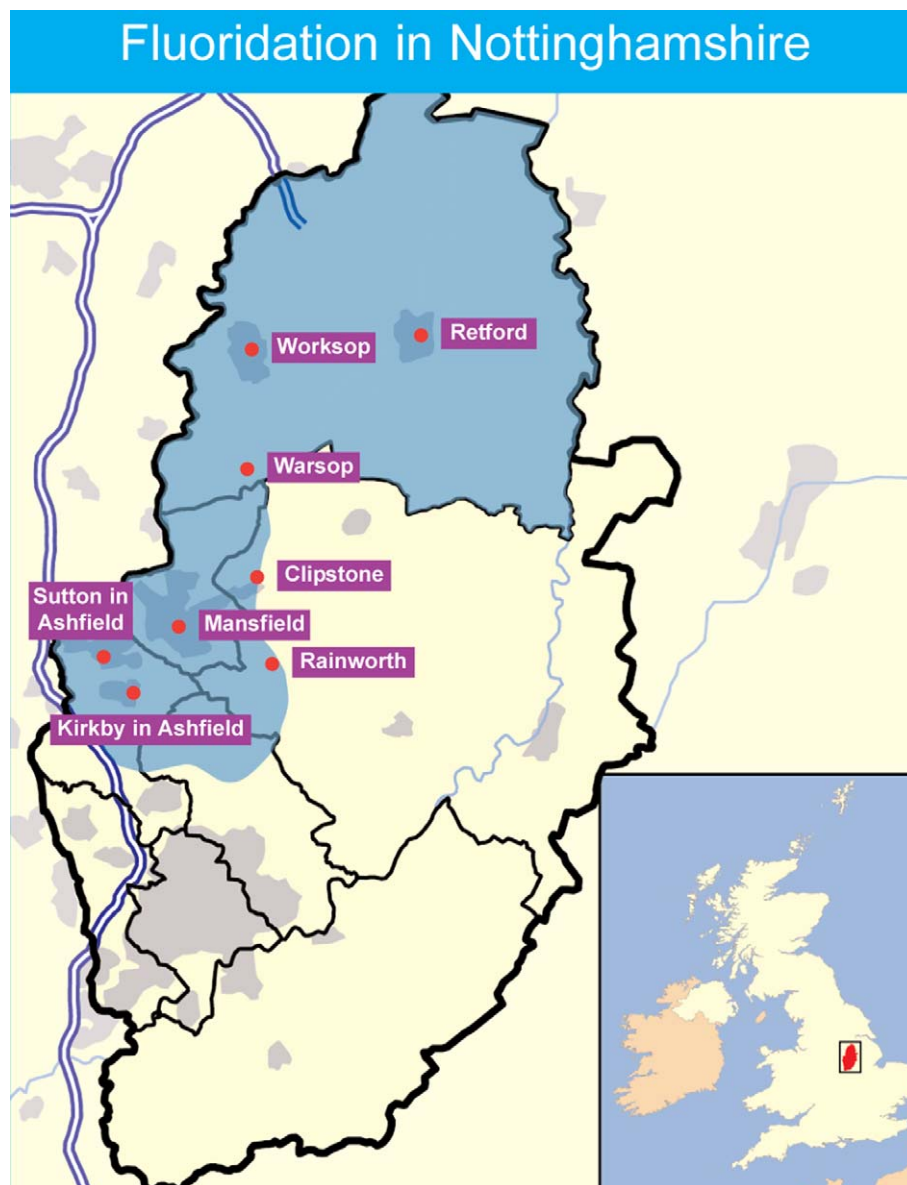 Fluoridation in Nottinghamshire
Worksop
Retford
Warsop
Clipstone
Sutton in
Ashfield
Mansfield
Rainworth
Kirkby in Ashfield